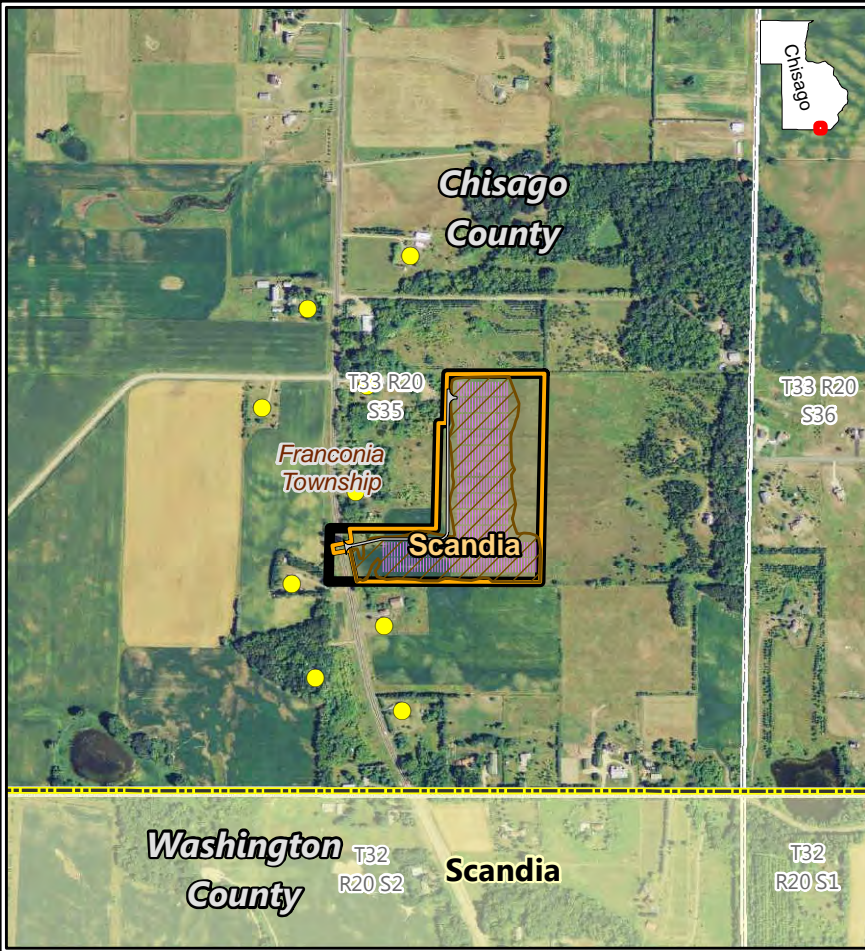 Chisago
Chisago
County
T33 R20
S35
T33 R20
S36
Franconia
Township
Scandia
Washington
County
T32
R20 S2
Scandia
T32
R20 S1